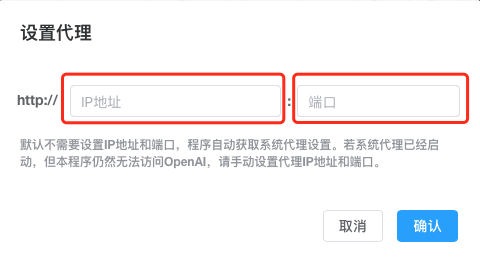 设置代理
http:// IP地址 : 端口
默认不需要设置IP地址和端口，程序自动获取系统代理设置。若系统代理已经启
动，但本程序仍然无法访问OpenAI，请手动设置代理IP地址和端口。
取消 确认